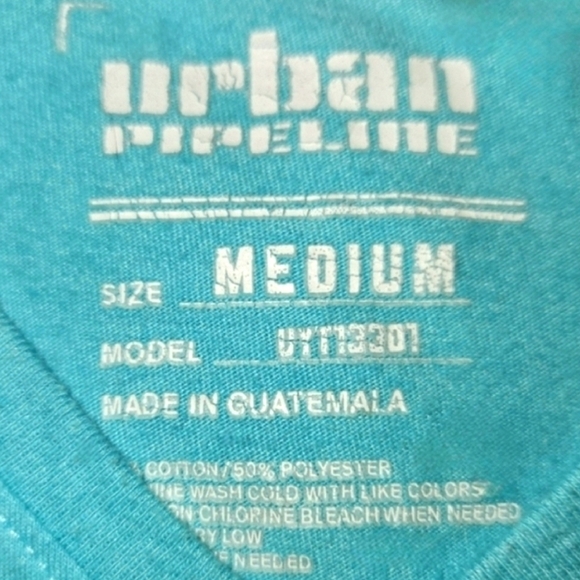 urban
PIPELINE
SIZE MEDIUM
MODEL UYT13301
MADE IN GUATEMALA
COTTON/50% POLYESTER
WASH COLD WITH LIKE COLORS
CHLORINE BLEACH WHEN NEEDED
LOW
NEEDED